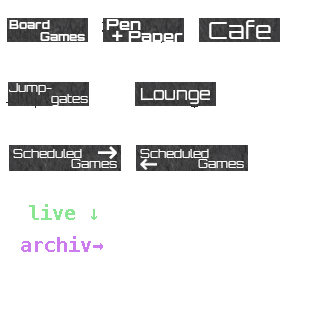 Board
Games
Pen
+ Paper
Cafe
Jump-
gates
Lounge
Scheduled →
Games
Scheduled
← Games
live ↓
archiv→